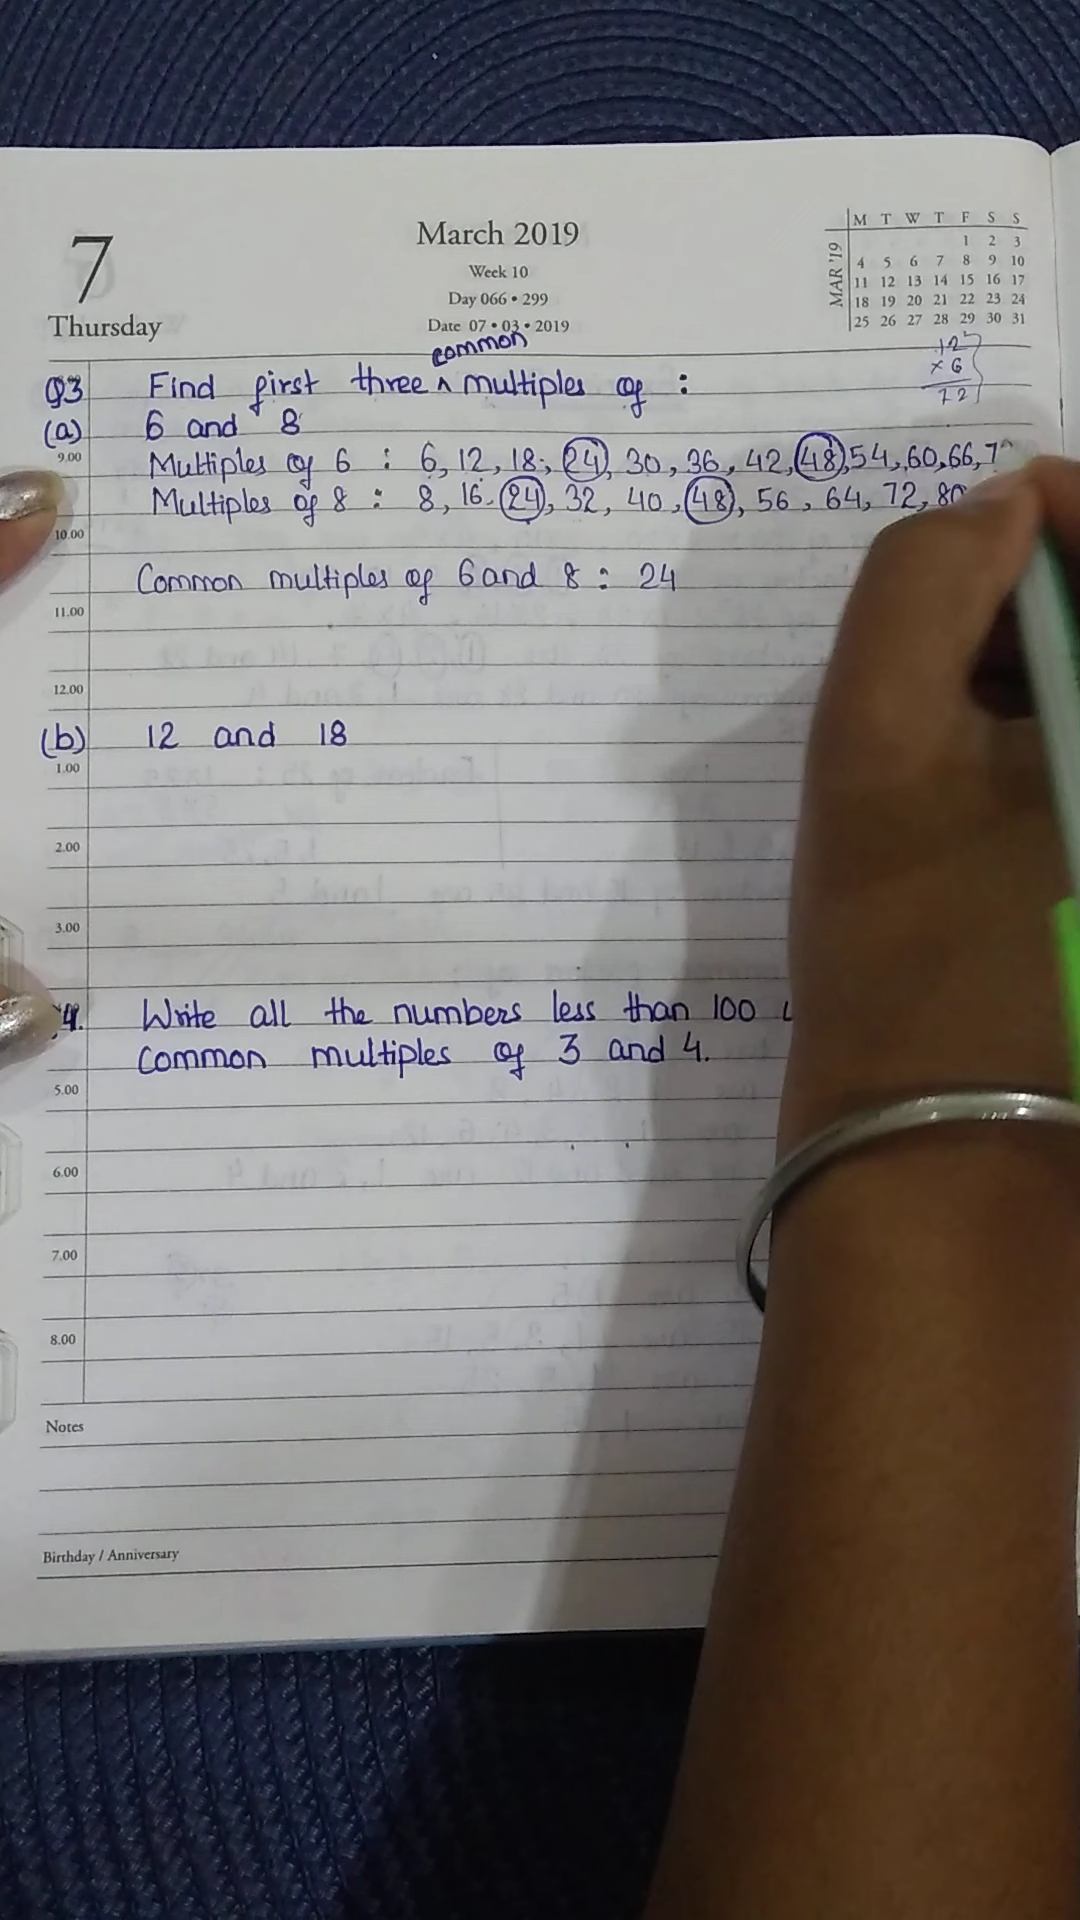 7
Thursday
March 2019
Week 10
Day 066 • 299
Date 07 • 03 • 2019
MAR '19
M T W T F S S
1 2 3
4 5 6 7 8 9 10
11 12 13 14 15 16 17
18 19 20 21 22 23 24
25 26 27 28 29 30 31
12
× 6
72
common
Q3 Find first three ^ multiples of :
(a) 6 and 8
9.00
Multiples of 6 : 6, 12, 18, 24, 30, 36, 42, 48, 54, 60, 66,
Multiples of 8 : 8, 16, 24, 32, 40, 48, 56, 64, 72, 80
10.00
Common multiples of 6 and 8 : 24
11.00
12.00
(b) 12 and 18
1.00
2.00
3.00
4. Write all the numbers less than 100
common multiples of 3 and 4.
5.00
6.00
7.00
8.00
Notes
Birthday / Anniversary